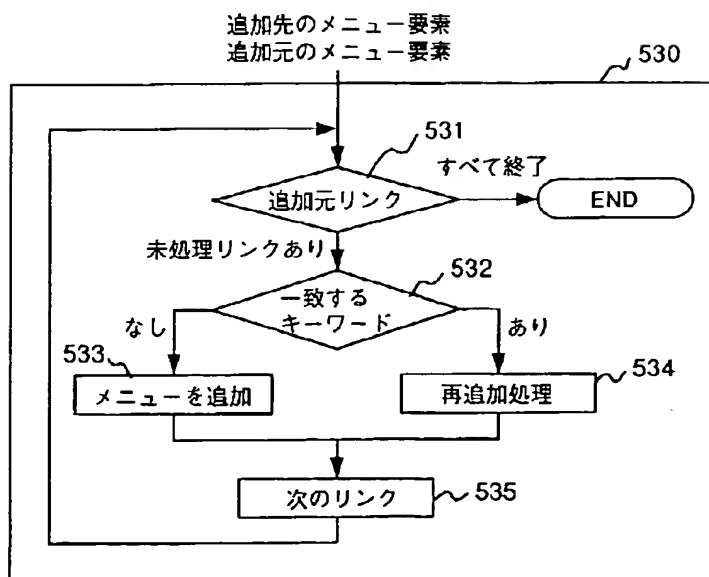 追加先のメニュー要素
追加元のメニュー要素
530
531
すべて終了
追加元リンク
END
未処理リンクあり
532
一致する
キーワード
なし
あり
533
534
メニューを追加
再追加処理
次のリンク
535